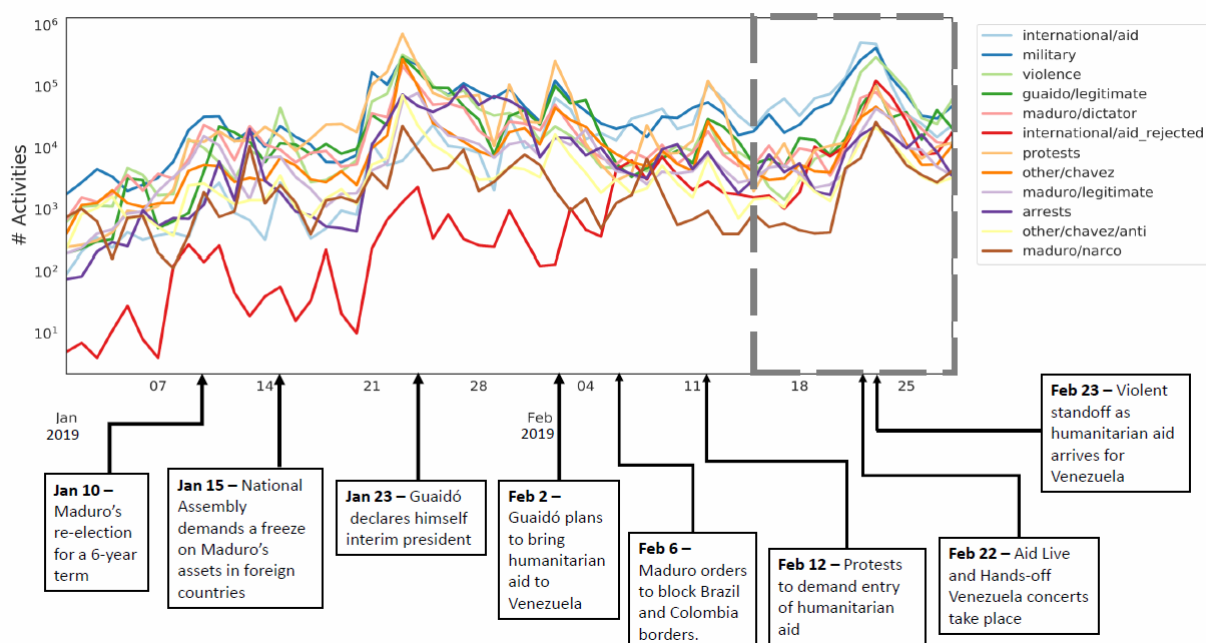 10⁶
10⁵
10⁴
10³
10²
10¹
# Activities
international/aid
military
violence
guaido/legitimate
maduro/dictator
international/aid_rejected
protests
other/chavez
maduro/legitimate
arrests
other/chavez/anti
maduro/narco
07
14
21
28
04
11
18
25
Jan
2019
Feb
2019
Jan 10 –
Maduro's
re-election
for a 6-year
term
Jan 15 – National
Assembly
demands a freeze
on Maduro's
assets in foreign
countries
Jan 23 – Guaidó
declares himself
interim president
Feb 2 –
Guaidó plans
to bring
humanitarian
aid to
Venezuela
Feb 6 –
Maduro orders
to block Brazil
and Colombia
borders.
Feb 12 – Protests
to demand entry
of humanitarian
aid
Feb 22 – Aid Live
and Hands-off
Venezuela concerts
take place
Feb 23 – Violent
standoff as
humanitarian aid
arrives for
Venezuela